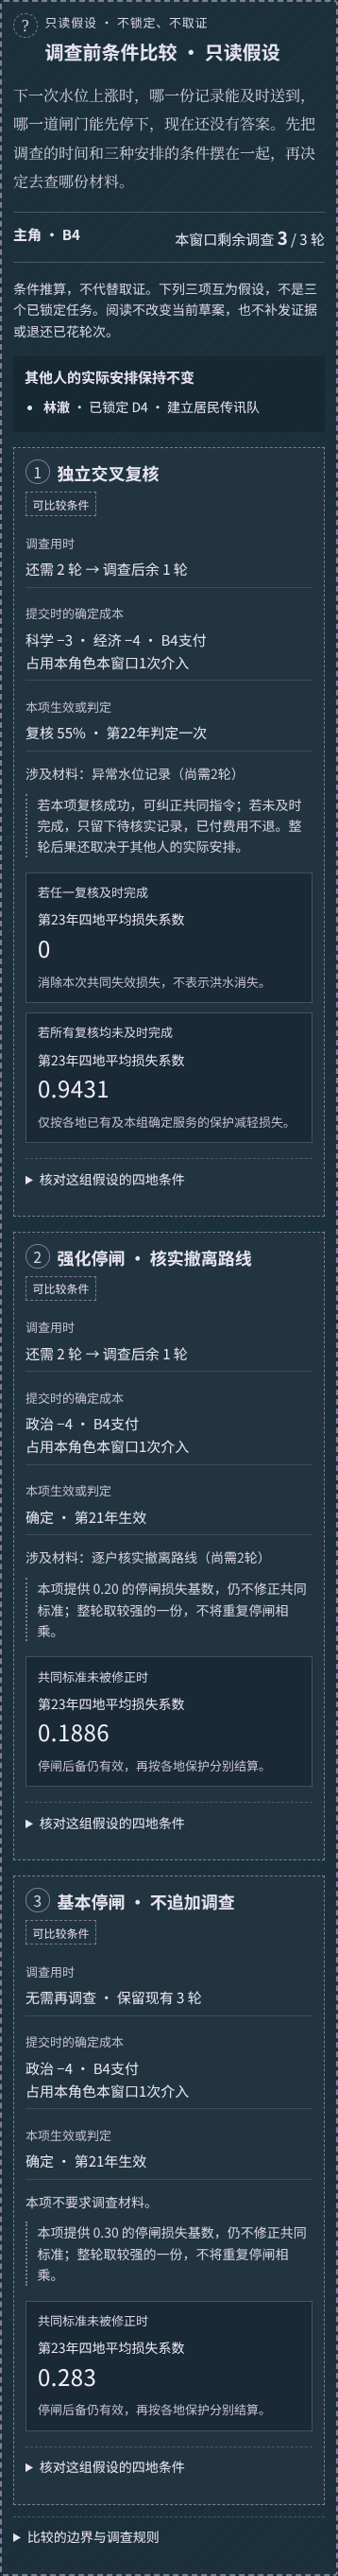 ?
只读假设 · 不锁定、不取证
调查前条件比较 · 只读假设
下一次水位上涨时，哪一份记录能及时送到，
哪一道闸门能先停下，现在还没有答案。先把
调查的时间和三种安排的条件摆在一起，再决
定去查哪份材料。
主角 · B4
本窗口剩余调查 3 / 3 轮
条件推算，不代替取证。下列三项互为假设，不是三
个已锁定任务。阅读不改变当前草案，也不补发证据
或退还已花轮次。
其他人的实际安排保持不变
• 林澈 · 已锁定 D4 · 建立居民传讯队
1 独立交叉复核
可比较条件
调查用时
还需 2 轮 → 调查后余 1 轮
提交时的确定成本
科学 −3 · 经济 −4 · B4支付
占用本角色本窗口1次介入
本项生效或判定
复核 55% · 第22年判定一次
涉及材料：异常水位记录（尚需2轮）
若本项复核成功，可纠正共同指令；若未及时
完成，只留下待核实记录，已付费用不退。整
轮后果还取决于其他人的实际安排。
若任一复核及时完成
第23年四地平均损失系数
0
消除本次共同失效损失，不表示洪水消失。
若所有复核均未及时完成
第23年四地平均损失系数
0.9431
仅按各地已有及本组确定服务的保护减轻损失。
▶ 核对这组假设的四地条件
2 强化停闸 · 核实撤离路线
可比较条件
调查用时
还需 2 轮 → 调查后余 1 轮
提交时的确定成本
政治 −4 · B4支付
占用本角色本窗口1次介入
本项生效或判定
确定 · 第21年生效
涉及材料：逐户核实撤离路线（尚需2轮）
本项提供 0.20 的停闸损失基数，仍不修正共同
标准；整轮取较强的一份，不将重复停闸相
乘。
共同标准未被修正时
第23年四地平均损失系数
0.1886
停闸后备仍有效，再按各地保护分别结算。
▶ 核对这组假设的四地条件
3 基本停闸 · 不追加调查
可比较条件
调查用时
无需再调查 · 保留现有 3 轮
提交时的确定成本
政治 −4 · B4支付
占用本角色本窗口1次介入
本项生效或判定
确定 · 第21年生效
本项不要求调查材料。
本项提供 0.30 的停闸损失基数，仍不修正共同
标准；整轮取较强的一份，不将重复停闸相
乘。
共同标准未被修正时
第23年四地平均损失系数
0.283
停闸后备仍有效，再按各地保护分别结算。
▶ 核对这组假设的四地条件
▶ 比较的边界与调查规则